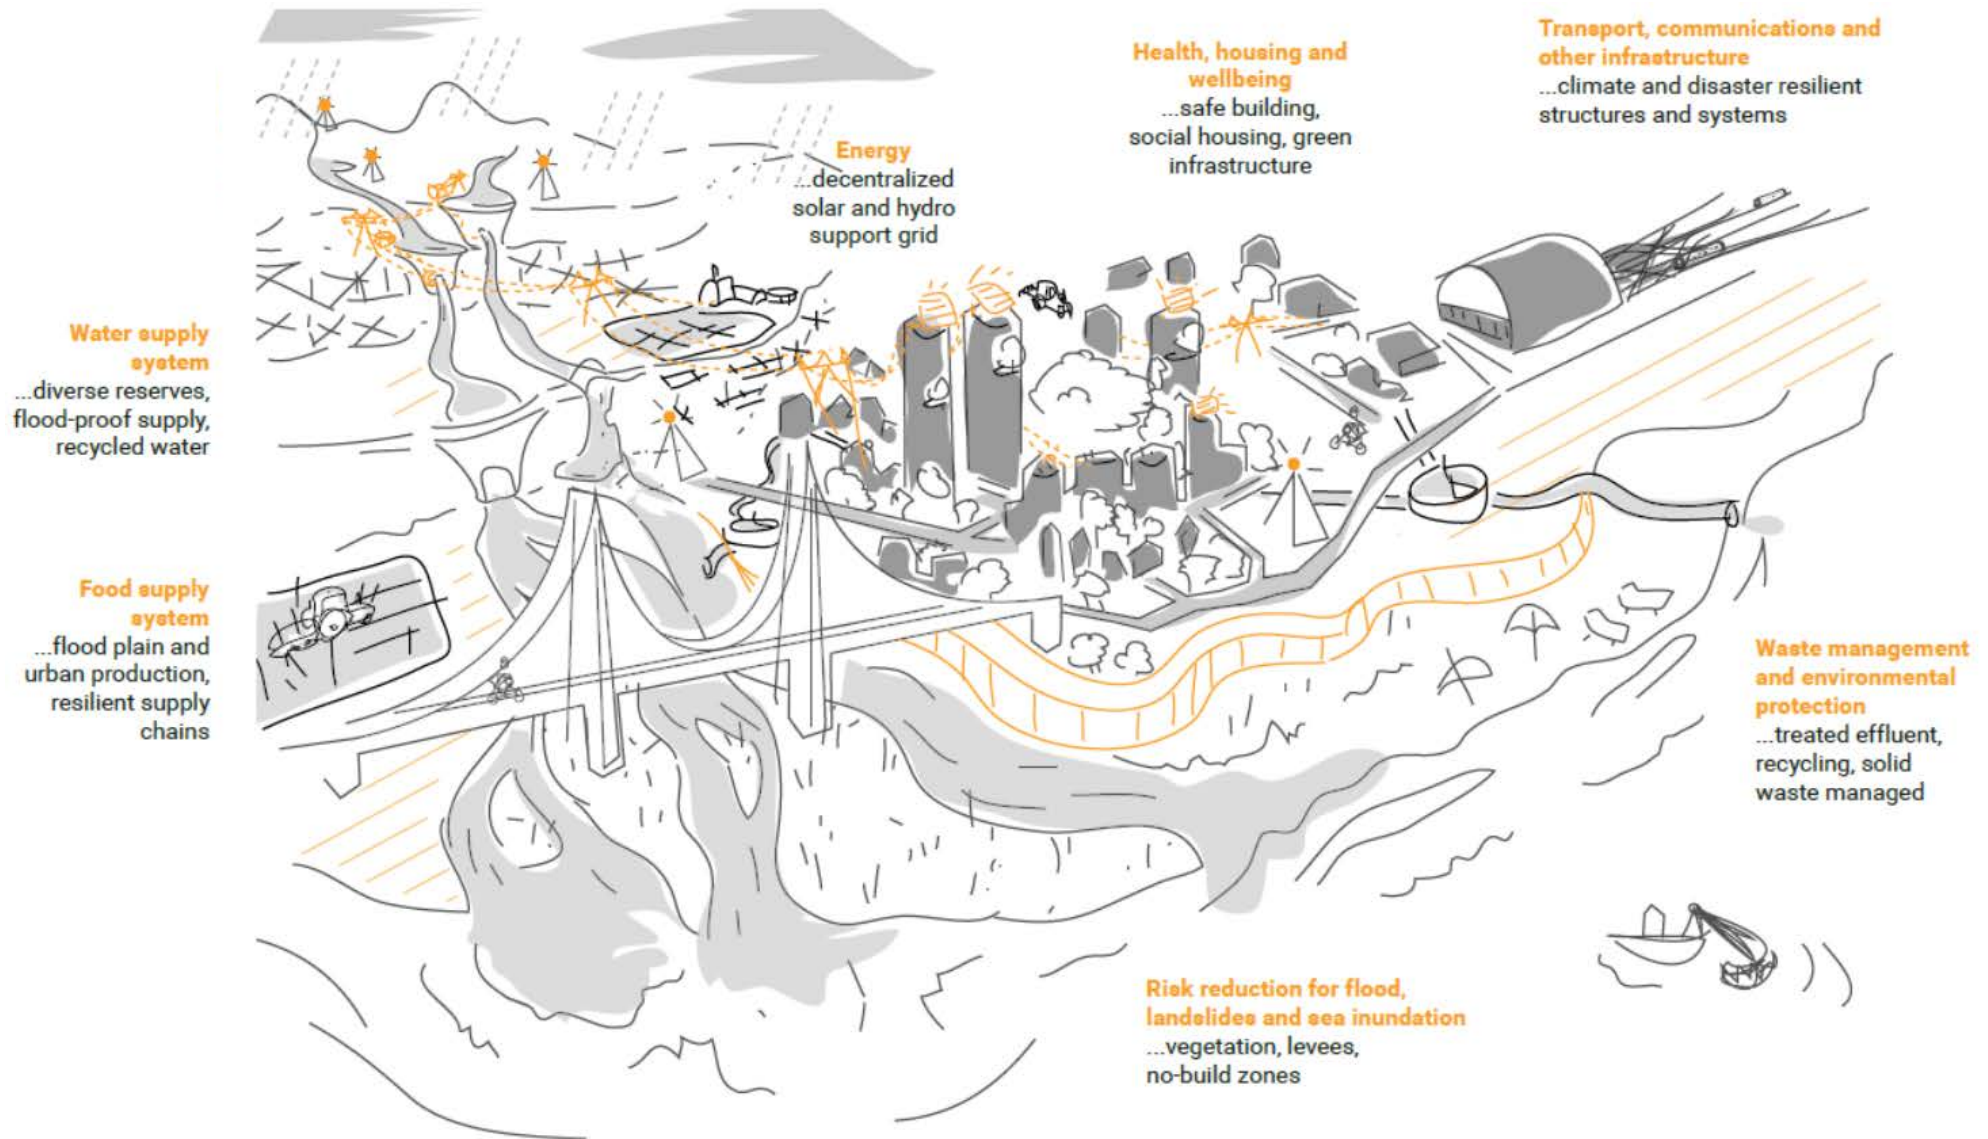 Transport, communications and
other infrastructure
...climate and disaster resilient
structures and systems
Health, housing and
wellbeing
...safe building,
social housing, green
infrastructure
Energy
...decentralized
solar and hydro
support grid
Water supply
system
...diverse reserves,
flood-proof supply,
recycled water
Food supply
system
...flood plain and
urban production,
resilient supply
chains
Waste management
and environmental
protection
...treated effluent,
recycling, solid
waste managed
Risk reduction for flood,
landslides and sea inundation
...vegetation, levees,
no-build zones